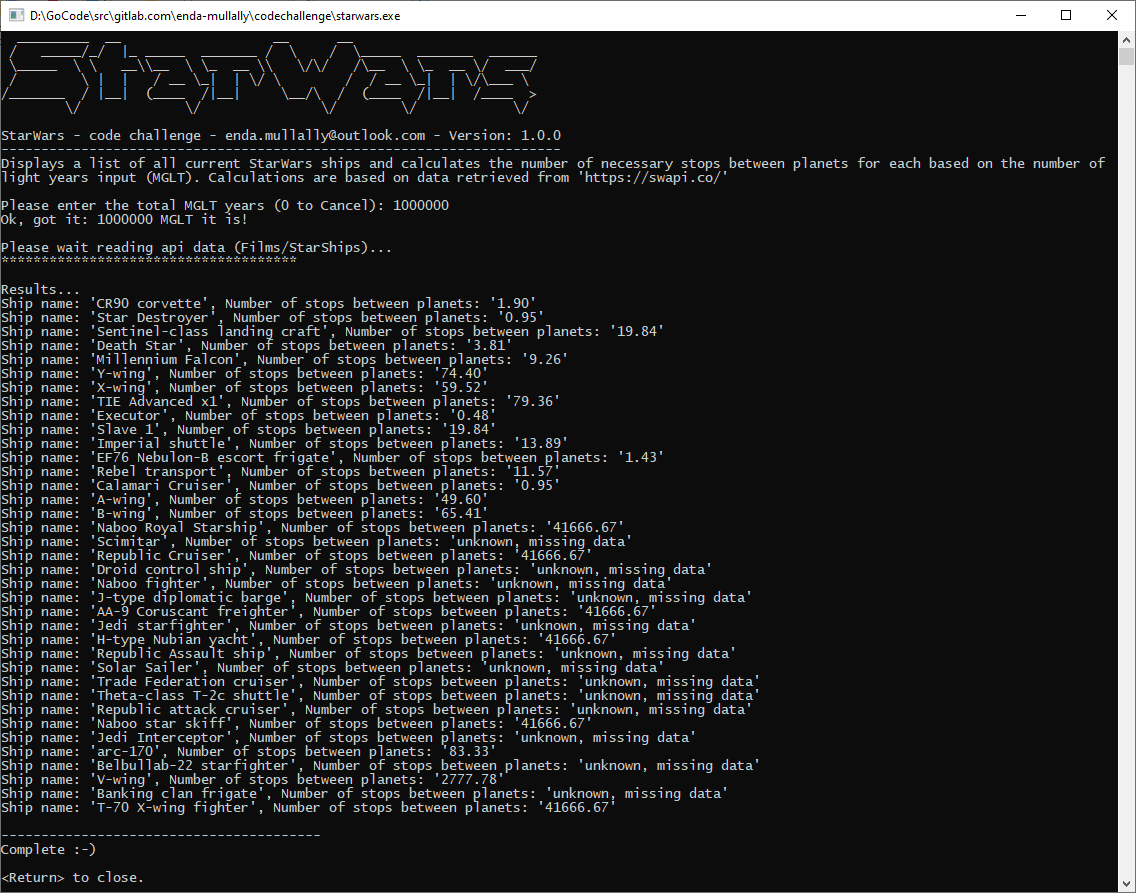 D:\GoCode\src\gitlab.com\enda-mullally\codechallenge\starwars.exe
StarWars
StarWars - code challenge - enda.mullally@outlook.com - Version: 1.0.0
----------------------------------------------------------------------
Displays a list of all current StarWars ships and calculates the number of necessary stops between planets for each based on the number of
light years input (MGLT). Calculations are based on data retrieved from 'https://swapi.co/'
Please enter the total MGLT years (0 to Cancel): 1000000
Ok, got it: 1000000 MGLT it is!
Please wait reading api data (Films/StarShips)...
*************************************
Results...
Ship name: 'CR90 corvette', Number of stops between planets: '1.90'
Ship name: 'Star Destroyer', Number of stops between planets: '0.95'
Ship name: 'Sentinel-class landing craft', Number of stops between planets: '19.84'
Ship name: 'Death Star', Number of stops between planets: '3.81'
Ship name: 'Millennium Falcon', Number of stops between planets: '9.26'
Ship name: 'Y-wing', Number of stops between planets: '74.40'
Ship name: 'X-wing', Number of stops between planets: '59.52'
Ship name: 'TIE Advanced x1', Number of stops between planets: '79.36'
Ship name: 'Executor', Number of stops between planets: '0.48'
Ship name: 'Slave 1', Number of stops between planets: '19.84'
Ship name: 'Imperial shuttle', Number of stops between planets: '13.89'
Ship name: 'EF76 Nebulon-B escort frigate', Number of stops between planets: '1.43'
Ship name: 'Rebel transport', Number of stops between planets: '11.57'
Ship name: 'Calamari Cruiser', Number of stops between planets: '0.95'
Ship name: 'A-wing', Number of stops between planets: '49.60'
Ship name: 'B-wing', Number of stops between planets: '65.41'
Ship name: 'Naboo Royal Starship', Number of stops between planets: '41666.67'
Ship name: 'Scimitar', Number of stops between planets: 'unknown, missing data'
Ship name: 'Republic Cruiser', Number of stops between planets: '41666.67'
Ship name: 'Droid control ship', Number of stops between planets: 'unknown, missing data'
Ship name: 'Naboo fighter', Number of stops between planets: 'unknown, missing data'
Ship name: 'J-type diplomatic barge', Number of stops between planets: 'unknown, missing data'
Ship name: 'AA-9 Coruscant freighter', Number of stops between planets: '41666.67'
Ship name: 'Jedi starfighter', Number of stops between planets: 'unknown, missing data'
Ship name: 'H-type Nubian yacht', Number of stops between planets: '41666.67'
Ship name: 'Republic Assault ship', Number of stops between planets: 'unknown, missing data'
Ship name: 'Solar Sailer', Number of stops between planets: 'unknown, missing data'
Ship name: 'Trade Federation cruiser', Number of stops between planets: 'unknown, missing data'
Ship name: 'Theta-class T-2c shuttle', Number of stops between planets: 'unknown, missing data'
Ship name: 'Republic attack cruiser', Number of stops between planets: 'unknown, missing data'
Ship name: 'Naboo star skiff', Number of stops between planets: '41666.67'
Ship name: 'Jedi Interceptor', Number of stops between planets: 'unknown, missing data'
Ship name: 'arc-170', Number of stops between planets: '83.33'
Ship name: 'Belbullab-22 starfighter', Number of stops between planets: 'unknown, missing data'
Ship name: 'V-wing', Number of stops between planets: '2777.78'
Ship name: 'Banking clan frigate', Number of stops between planets: 'unknown, missing data'
Ship name: 'T-70 X-wing fighter', Number of stops between planets: '41666.67'
----------------------------------------
Complete :-)
<Return> to close.